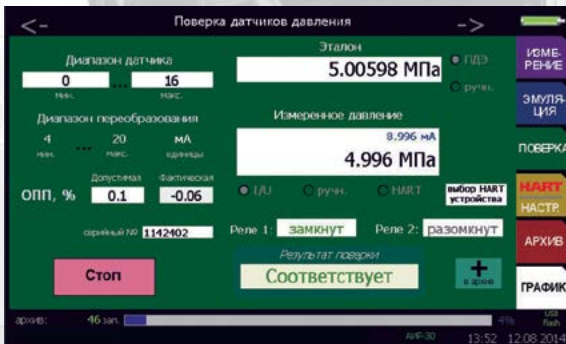 <- Поверка датчиков давления ->
Диапазон датчика
0 ... 16
мин. макс.
Диапазон преобразования
4 ... 20 мА
мин. макс. единицы
Допустимая Фактическая
ОПП, % 0.1 -0.06
серийный № 1142402
Стоп
Эталон
5.00598 МПа
ПДЭ
ручн.
Измеренное давление
8.996 мА
4.996 МПа
I/U ручн. HART
выбор HART
устройства
Реле 1: замкнут Реле 2: разомкнут
Результат поверки
Соответствует
+
в архив
ИЗМЕ-
РЕНИЕ
ЭМУЛЯ-
ЦИЯ
ПОВЕРКА
HART
НАСТР.
АРХИВ
ГРАФИК
архив: 46 зап. 4% USB
flash
АИР-30 13:52 12.08.2014